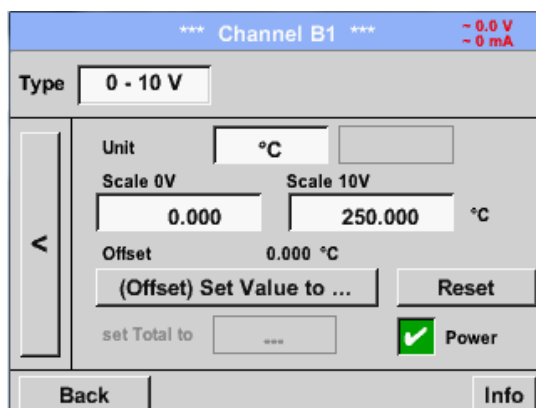 *** Channel B1 ***
~ 0.0 V
~ 0 mA
Type 0 - 10 V
Unit °C
Scale 0V Scale 10V
0.000 250.000 °C
<
Offset 0.000 °C
(Offset) Set Value to ... Reset
set Total to --- Power
Back Info